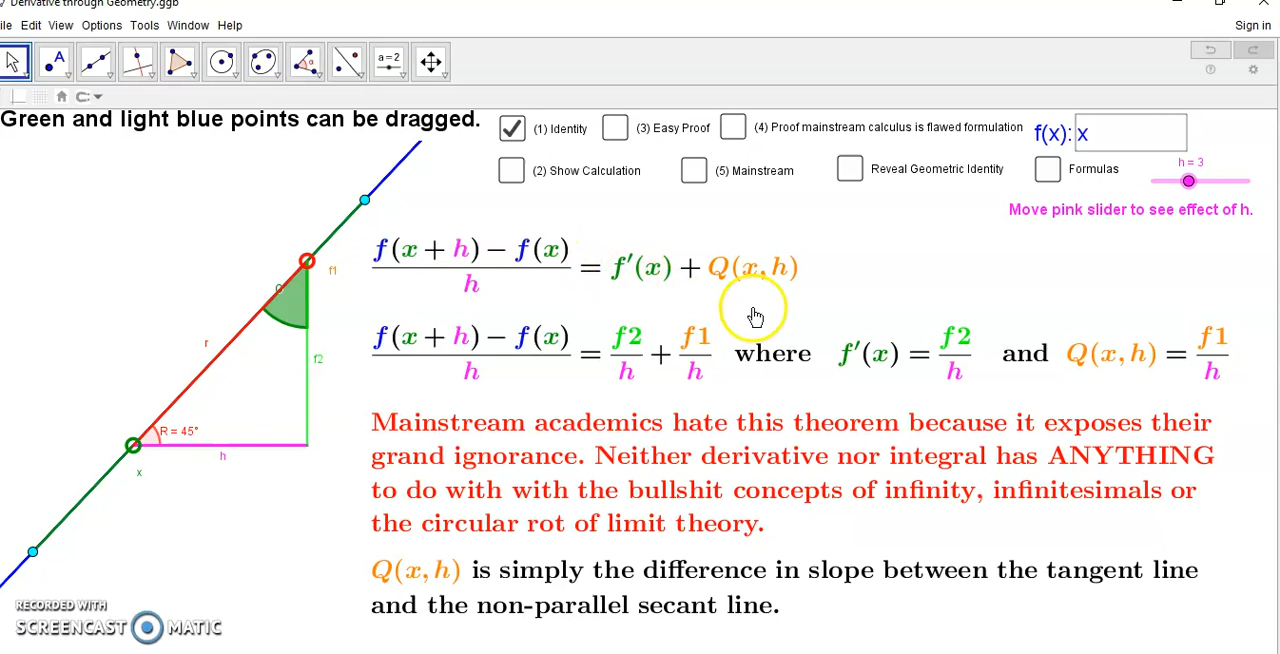 Derivative through Geometry.ggb
ile Edit View Options Tools Window Help
Sign in
A
a=2
Green and light blue points can be dragged.
(1) Identity
(3) Easy Proof
(4) Proof mainstream calculus is flawed formulation
f(x): x
(2) Show Calculation
(5) Mainstream
Reveal Geometric Identity
Formulas
h = 3
Move pink slider to see effect of h.
f1
f2
r
R = 45°
h
x
f(x + h) − f(x) / h = f′(x) + Q(x, h)
f(x + h) − f(x) / h = f2/h + f1/h where f′(x) = f2/h and Q(x, h) = f1/h
Mainstream academics hate this theorem because it exposes their
grand ignorance. Neither derivative nor integral has ANYTHING
to do with with the bullshit concepts of infinity, infinitesimals or
the circular rot of limit theory.
Q(x, h) is simply the difference in slope between the tangent line
and the non-parallel secant line.
RECORDED WITH
SCREENCAST MATIC